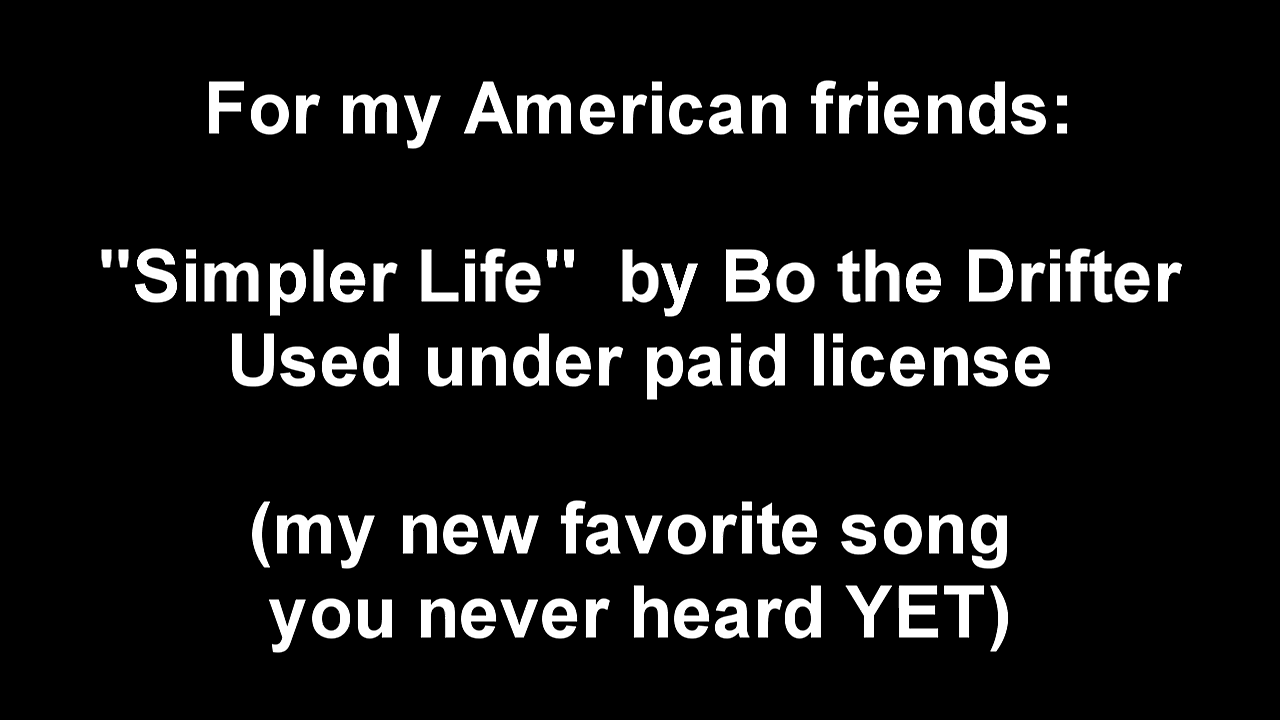 For my American friends:
"Simpler Life"  by Bo the Drifter
Used under paid license
(my new favorite song
you never heard YET)